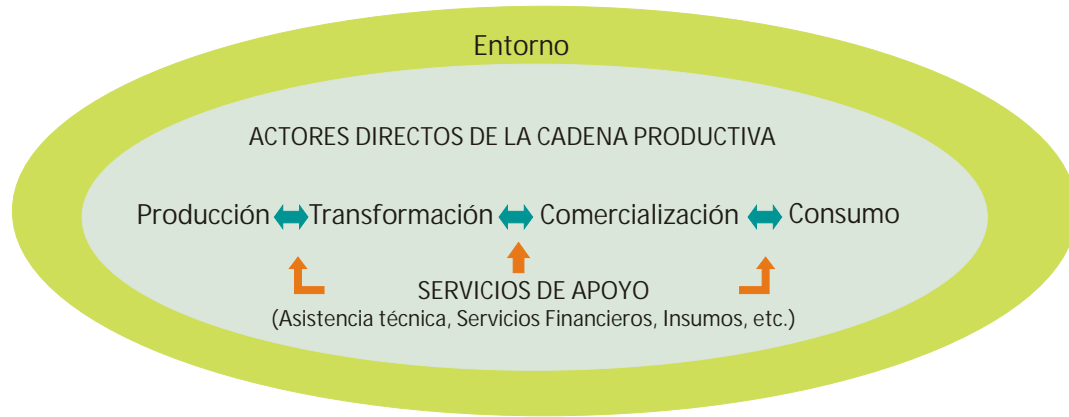 Entorno
ACTORES DIRECTOS DE LA CADENA PRODUCTIVA
Producción Transformación Comercialización Consumo
SERVICIOS DE APOYO
(Asistencia técnica, Servicios Financieros, Insumos, etc.)